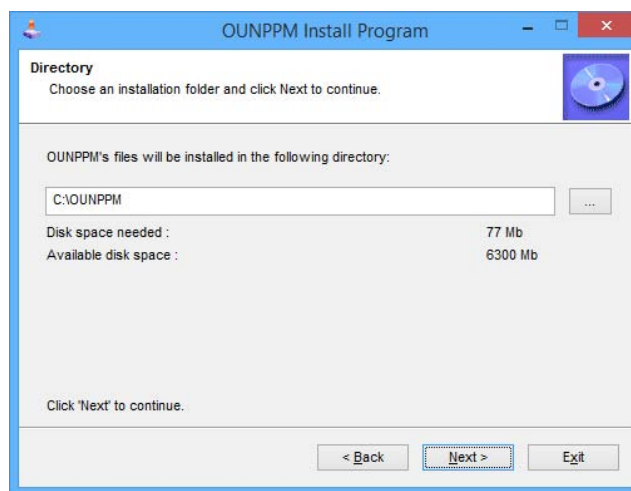 OUNPPM Install Program
Directory
Choose an installation folder and click Next to continue.
OUNPPM's files will be installed in the following directory:
C:\OUNPPM
...
Disk space needed : 77 Mb
Available disk space : 6300 Mb
Click 'Next' to continue.
< Back Next > Exit